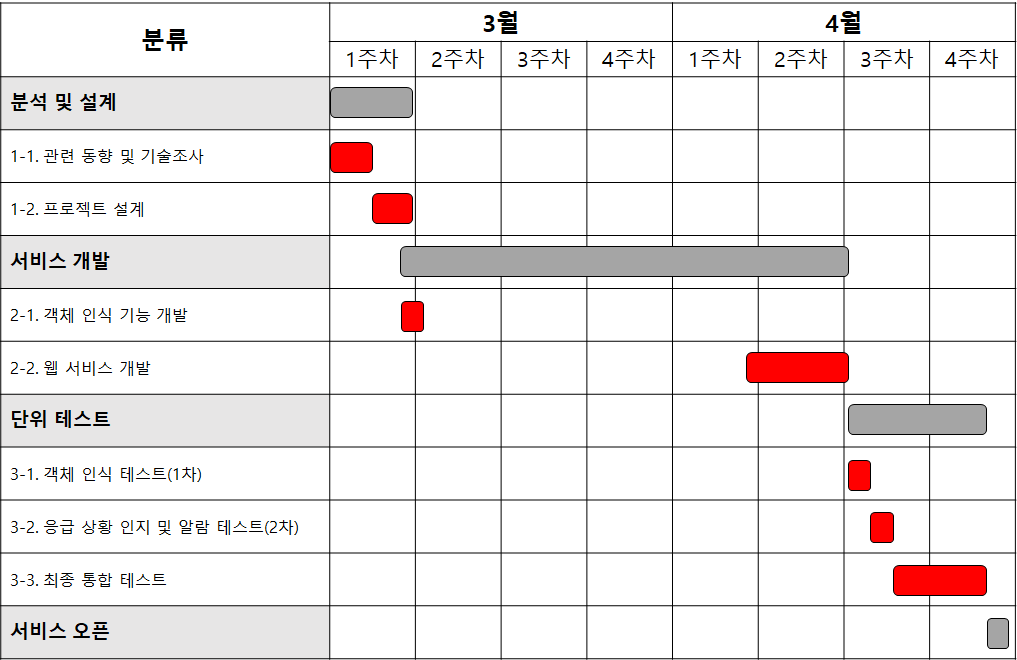 분류
3월
4월
1주차 2주차 3주차 4주차 1주차 2주차 3주차 4주차
분석 및 설계
1-1. 관련 동향 및 기술조사
1-2. 프로젝트 설계
서비스 개발
2-1. 객체 인식 기능 개발
2-2. 웹 서비스 개발
단위 테스트
3-1. 객체 인식 테스트(1차)
3-2. 응급 상황 인지 및 알람 테스트(2차)
3-3. 최종 통합 테스트
서비스 오픈